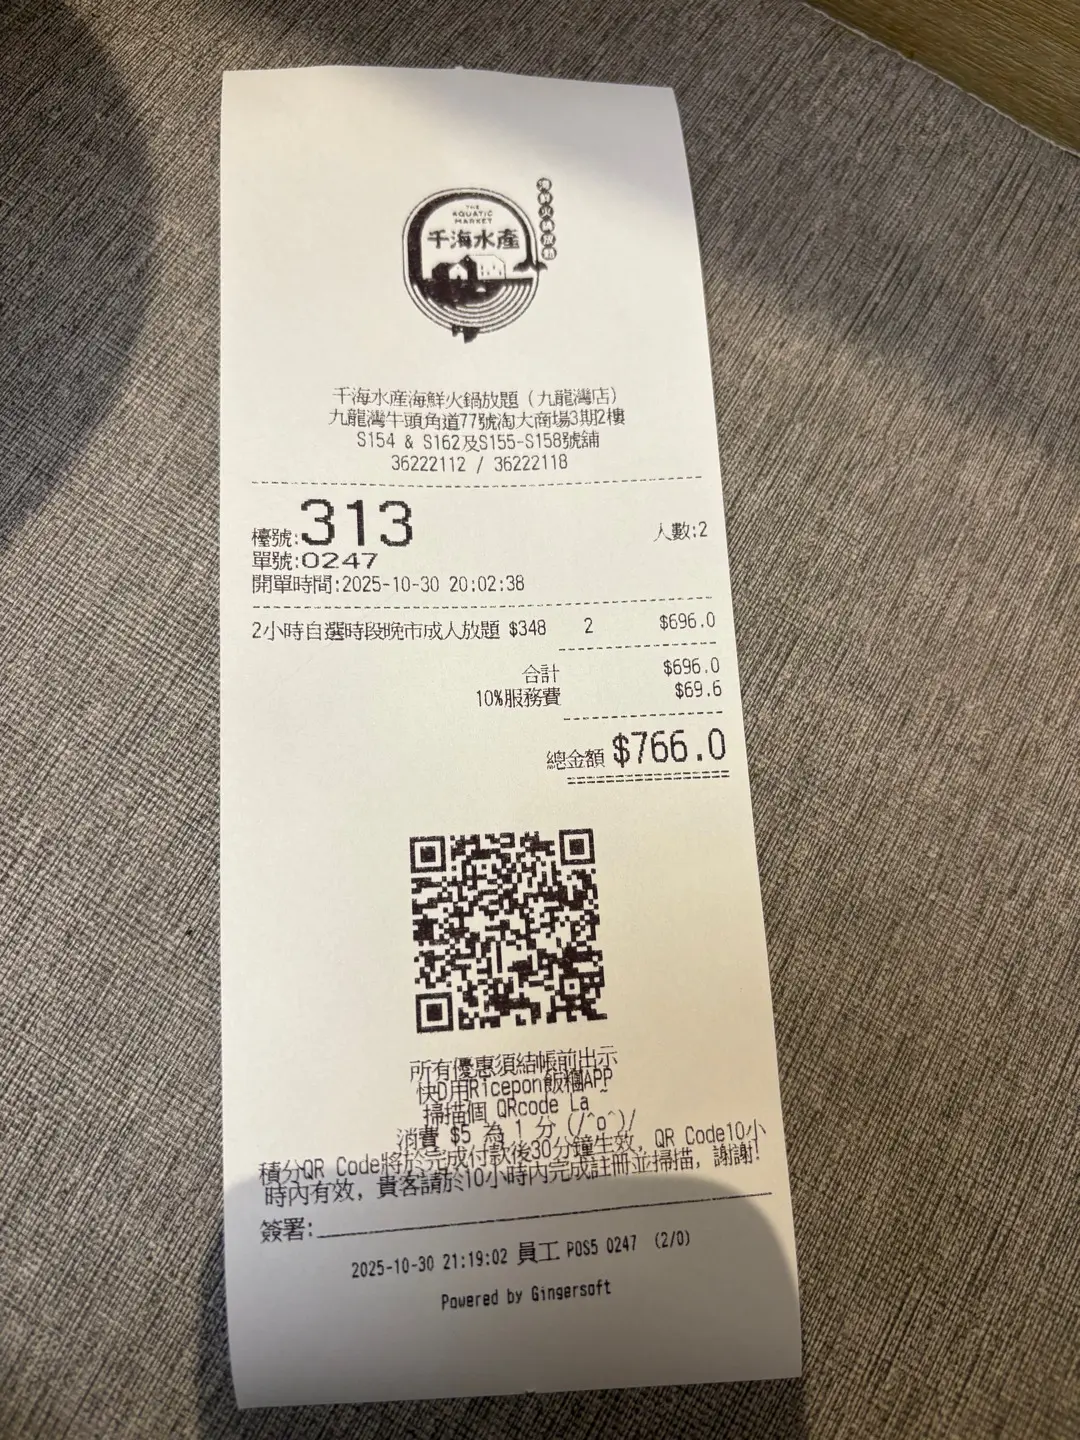 THE
AQUATIC
MARKET
千海水產
千海水產海鮮火鍋放題（九龍灣店）
九龍灣牛頭角道77號淘大商場3期2樓
S154 & S162及S155-S158號舖
36222112 / 36222118
檯號:313 人數:2
單號:0247
開單時間:2025-10-30 20:02:38
2小時自選時段晚市成人放題 $348 2 $696.0
合計 $696.0
10%服務費 $69.6
總金額 $766.0
所有優惠須結帳前出示
快D用Ricepon飯糰APP
掃描個 QRcode La~
消費 $5 為 1 分 (/^o^)/
積分QR Code將於完成付款後30分鐘生效, QR Code10小
時內有效, 貴客請於10小時內完成註冊並掃描, 謝謝!
簽署:
2025-10-30 21:19:02 員工 POS5 0247 (2/0)
Powered by Gingersoft